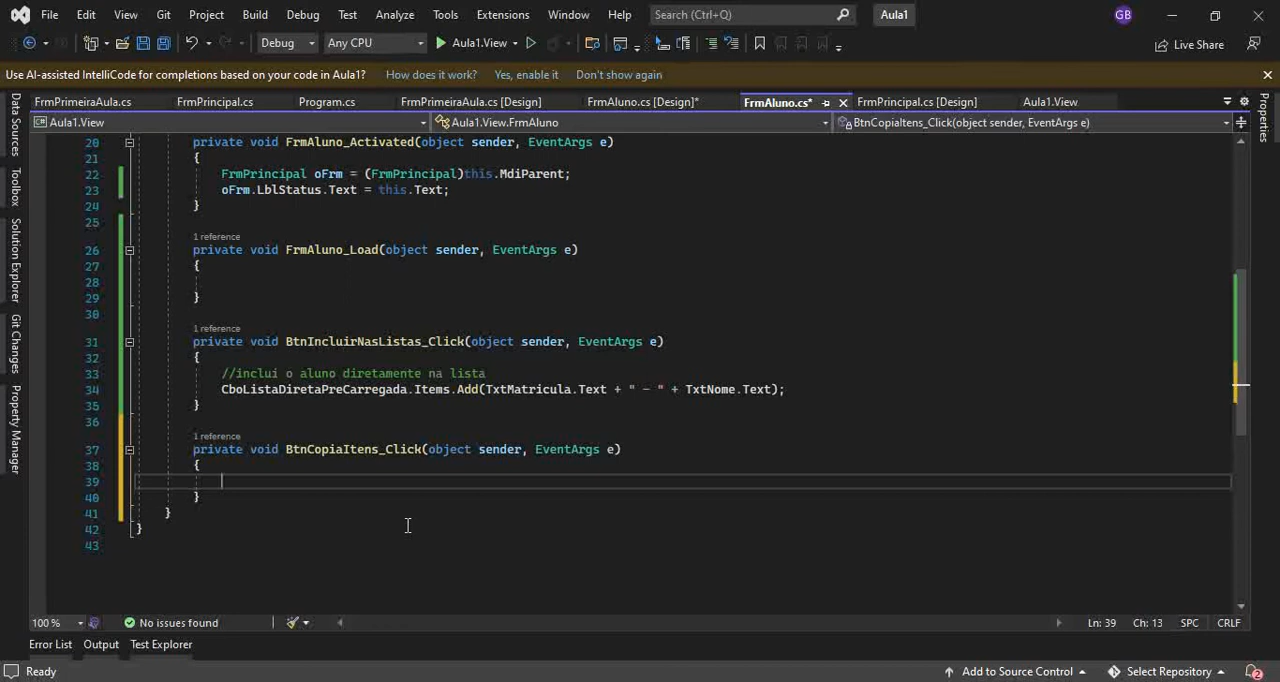 File Edit View Git Project Build Debug Test Analyze Tools Extensions Window Help Search (Ctrl+Q) Aula1 GB
Debug Any CPU Aula1.View Live Share
Use AI-assisted IntelliCode for completions based on your code in Aula1? How does it work? Yes, enable it Don't show again
FrmPrimeiraAula.cs FrmPrincipal.cs Program.cs FrmPrimeiraAula.cs [Design] FrmAluno.cs [Design]* FrmAluno.cs* FrmPrincipal.cs [Design] Aula1.View
Aula1.View Aula1.View.FrmAluno BtnCopiaItens_Click(object sender, EventArgs e)
Data Sources
Toolbox
Solution Explorer
Git Changes
Property Manager
Properties
20 private void FrmAluno_Activated(object sender, EventArgs e)
21 {
22 FrmPrincipal oFrm = (FrmPrincipal)this.MdiParent;
23 oFrm.LblStatus.Text = this.Text;
24 }
25
1 reference
26 private void FrmAluno_Load(object sender, EventArgs e)
27 {
28
29 }
30
1 reference
31 private void BtnIncluirNasListas_Click(object sender, EventArgs e)
32 {
33 //inclui o aluno diretamente na lista
34 CboListaDiretaPreCarregada.Items.Add(TxtMatricula.Text + " - " + TxtNome.Text);
35 }
36
1 reference
37 private void BtnCopiaItens_Click(object sender, EventArgs e)
38 {
39
40 }
41 }
42 }
43
100 % No issues found Ln: 39 Ch: 13 SPC CRLF
Error List Output Test Explorer
Ready Add to Source Control Select Repository 2